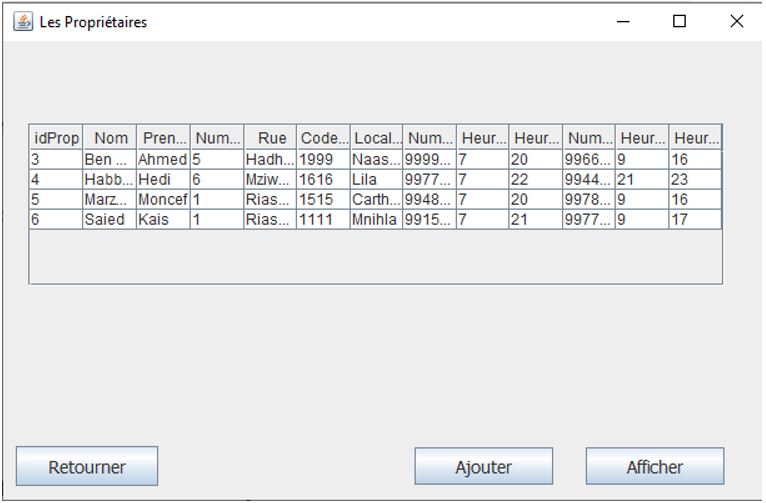 Les Propriétaires
idProp Nom Pren... Num... Rue Code... Local... Num... Heur... Heur... Num... Heur... Heur...
3 Ben ... Ahmed 5 Hadh... 1999 Naas... 9999... 7 20 9966... 9 16
4 Habb... Hedi 6 Mziw... 1616 Lila 9977... 7 22 9944... 21 23
5 Marz... Moncef 1 Rias... 1515 Carth... 9948... 7 20 9978... 9 16
6 Saied Kais 1 Rias... 1111 Mnihla 9915... 7 21 9977... 9 17
Retourner Ajouter Afficher